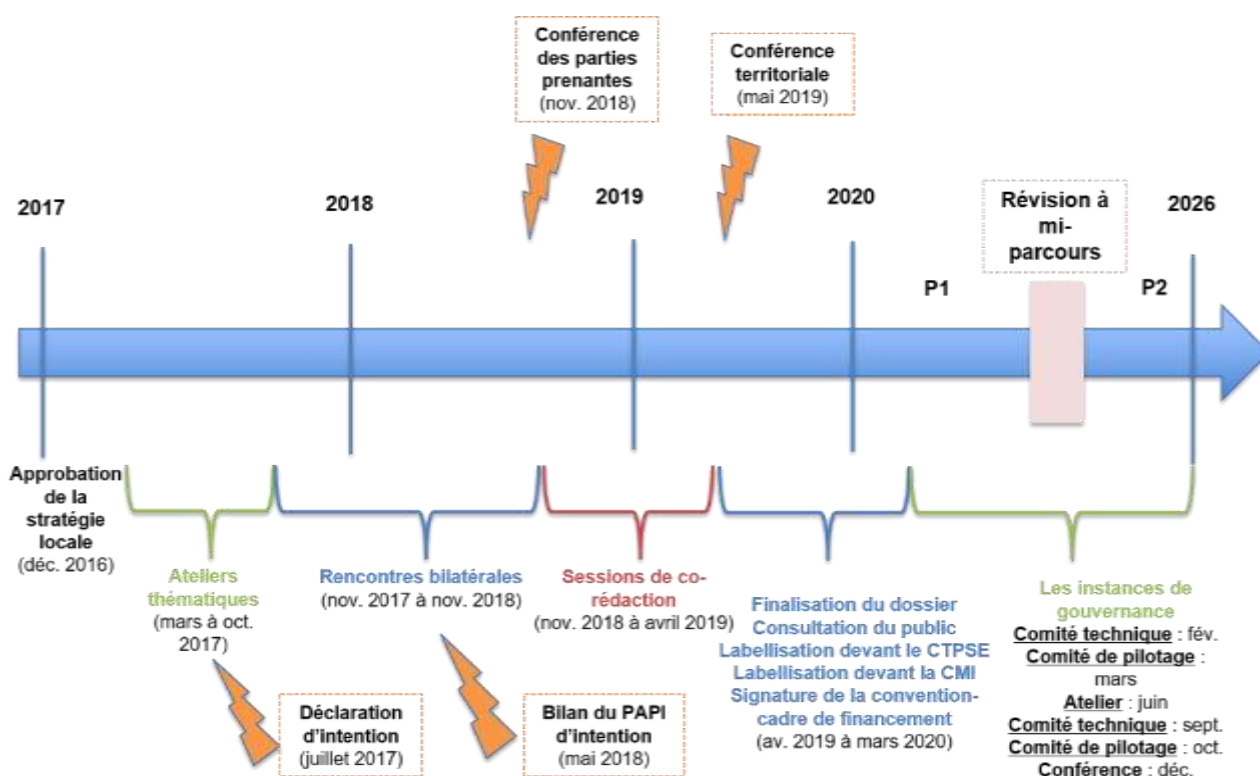 Conférence
des parties
prenantes
(nov. 2018)
Conférence
territoriale
(mai 2019)
2017
2018
2019
2020
Révision à
mi-
parcours
2026
P1
P2
Approbation
de la
stratégie
locale
(déc. 2016)
Ateliers
thématiques
(mars à oct.
2017)
Rencontres bilatérales
(nov. 2017 à nov. 2018)
Sessions de co-
rédaction
(nov. 2018 à avril 2019)
Finalisation du dossier
Consultation du public
Labellisation devant le CTPSE
Labellisation devant la CMI
Signature de la convention-
cadre de financement
(av. 2019 à mars 2020)
Les instances de
gouvernance
Comité technique : fév.
Comité de pilotage :
mars
Atelier : juin
Comité technique : sept.
Comité de pilotage : oct.
Conférence : déc.
Déclaration
d'intention
(juillet 2017)
Bilan du PAPI
d'intention
(mai 2018)